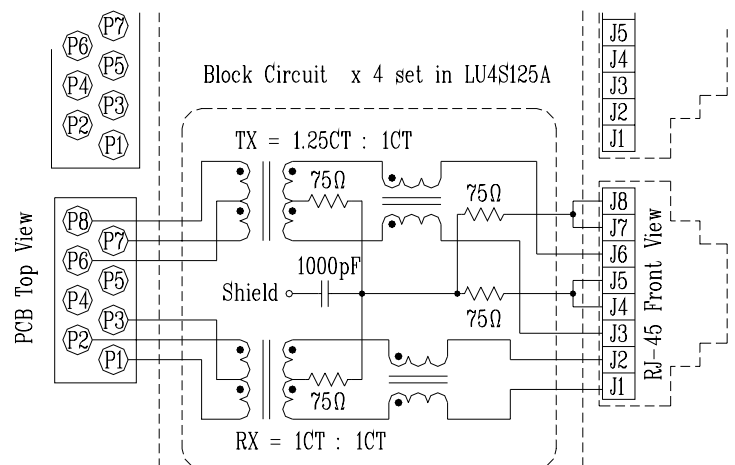 P7
P6
P5
P4
P3
P2
P1
J5
J4
J3
J2
J1
Block Circuit x 4 set in LU4S125A
TX = 1.25CT : 1CT
75Ω
75Ω
P8
P7
P6
P5
P4
P3
P2
P1
PCB Top View
1000pF
Shield
75Ω
75Ω
RX = 1CT : 1CT
J8
J7
J6
J5
J4
J3
J2
J1
RJ-45 Front View